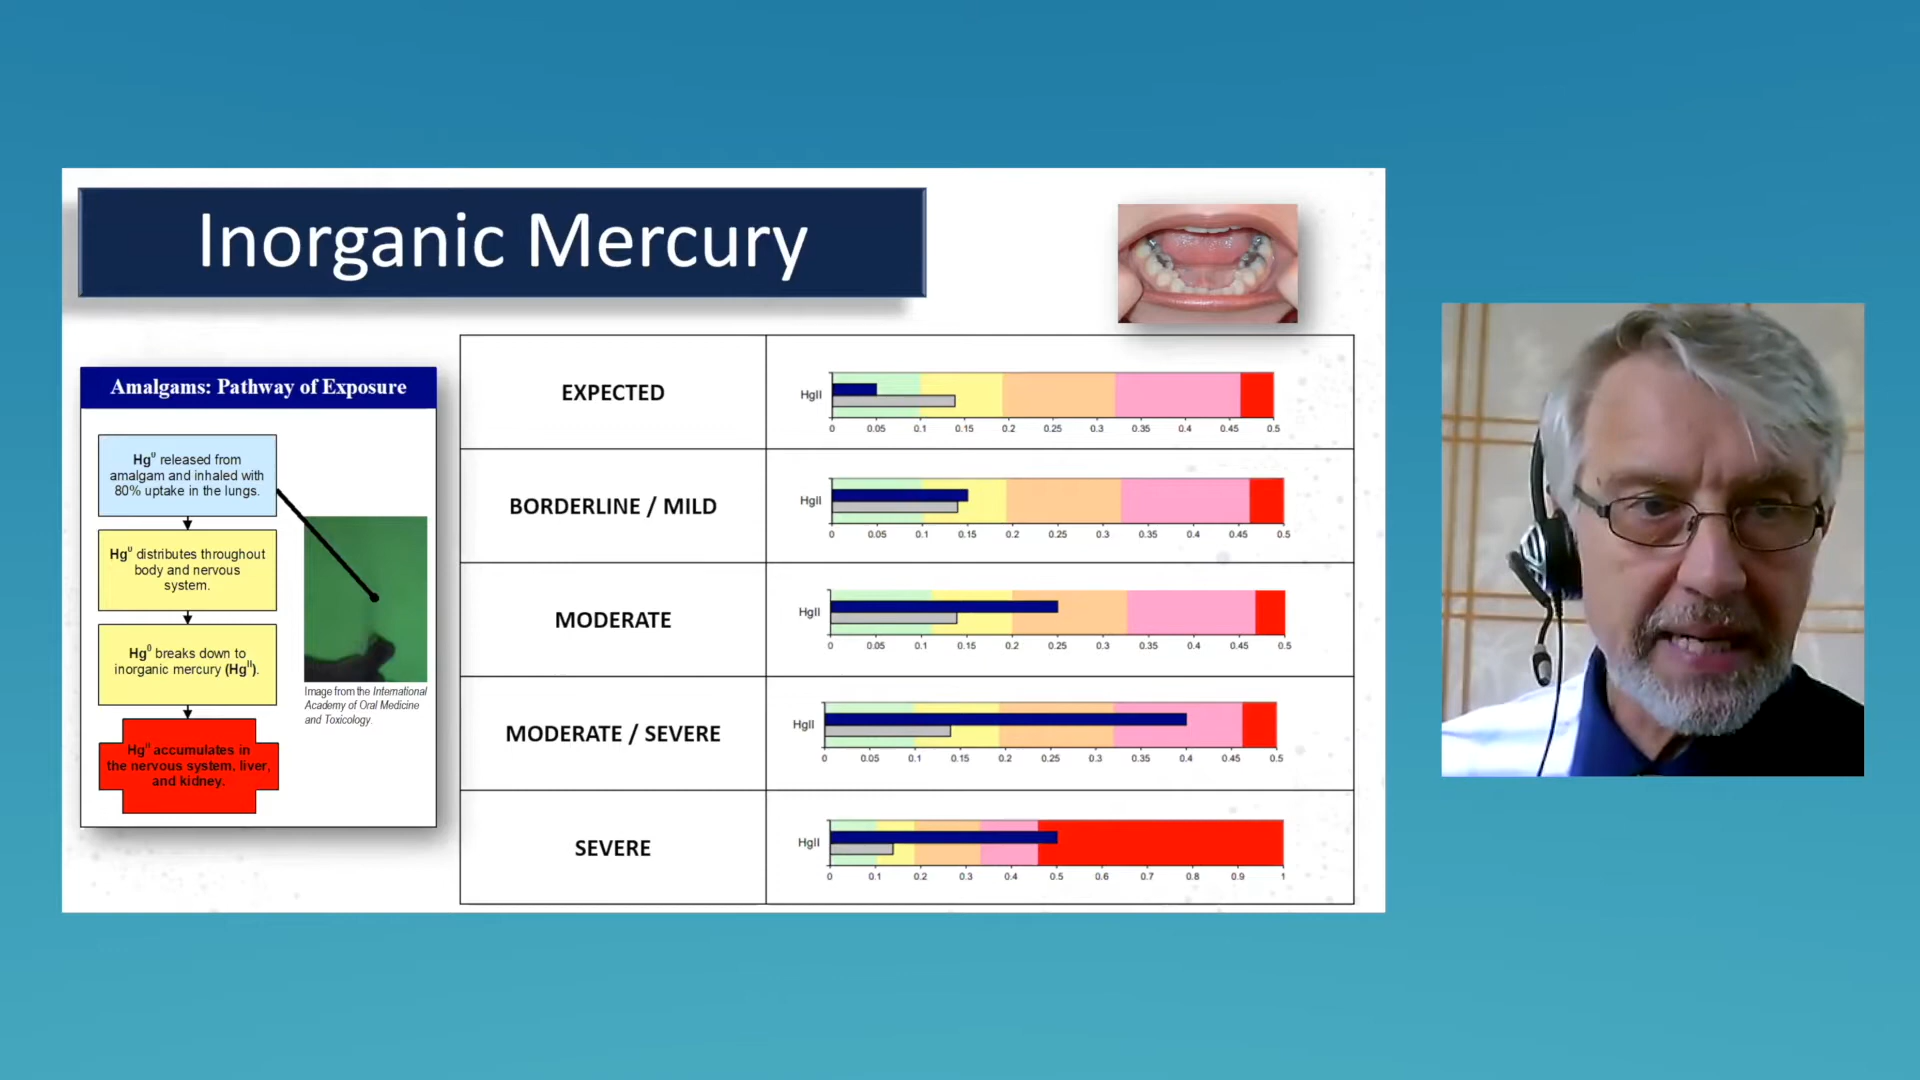 Inorganic Mercury
Amalgams: Pathway of Exposure
Hg⁰ released from
amalgam and inhaled with
80% uptake in the lungs.
Hg⁰ distributes throughout
body and nervous
system.
Hg⁰ breaks down to
inorganic mercury (Hgᴵᴵ).
Hgᴵᴵ accumulates in
the nervous system, liver,
and kidney.
Image from the International
Academy of Oral Medicine
and Toxicology.
EXPECTED
HgII
0 0.05 0.1 0.15 0.2 0.25 0.3 0.35 0.4 0.45 0.5
BORDERLINE / MILD
HgII
0 0.05 0.1 0.15 0.2 0.25 0.3 0.35 0.4 0.45 0.5
MODERATE
HgII
0 0.05 0.1 0.15 0.2 0.25 0.3 0.35 0.4 0.45 0.5
MODERATE / SEVERE
HgII
0 0.05 0.1 0.15 0.2 0.25 0.3 0.35 0.4 0.45 0.5
SEVERE
HgII
0 0.1 0.2 0.3 0.4 0.5 0.6 0.7 0.8 0.9 1